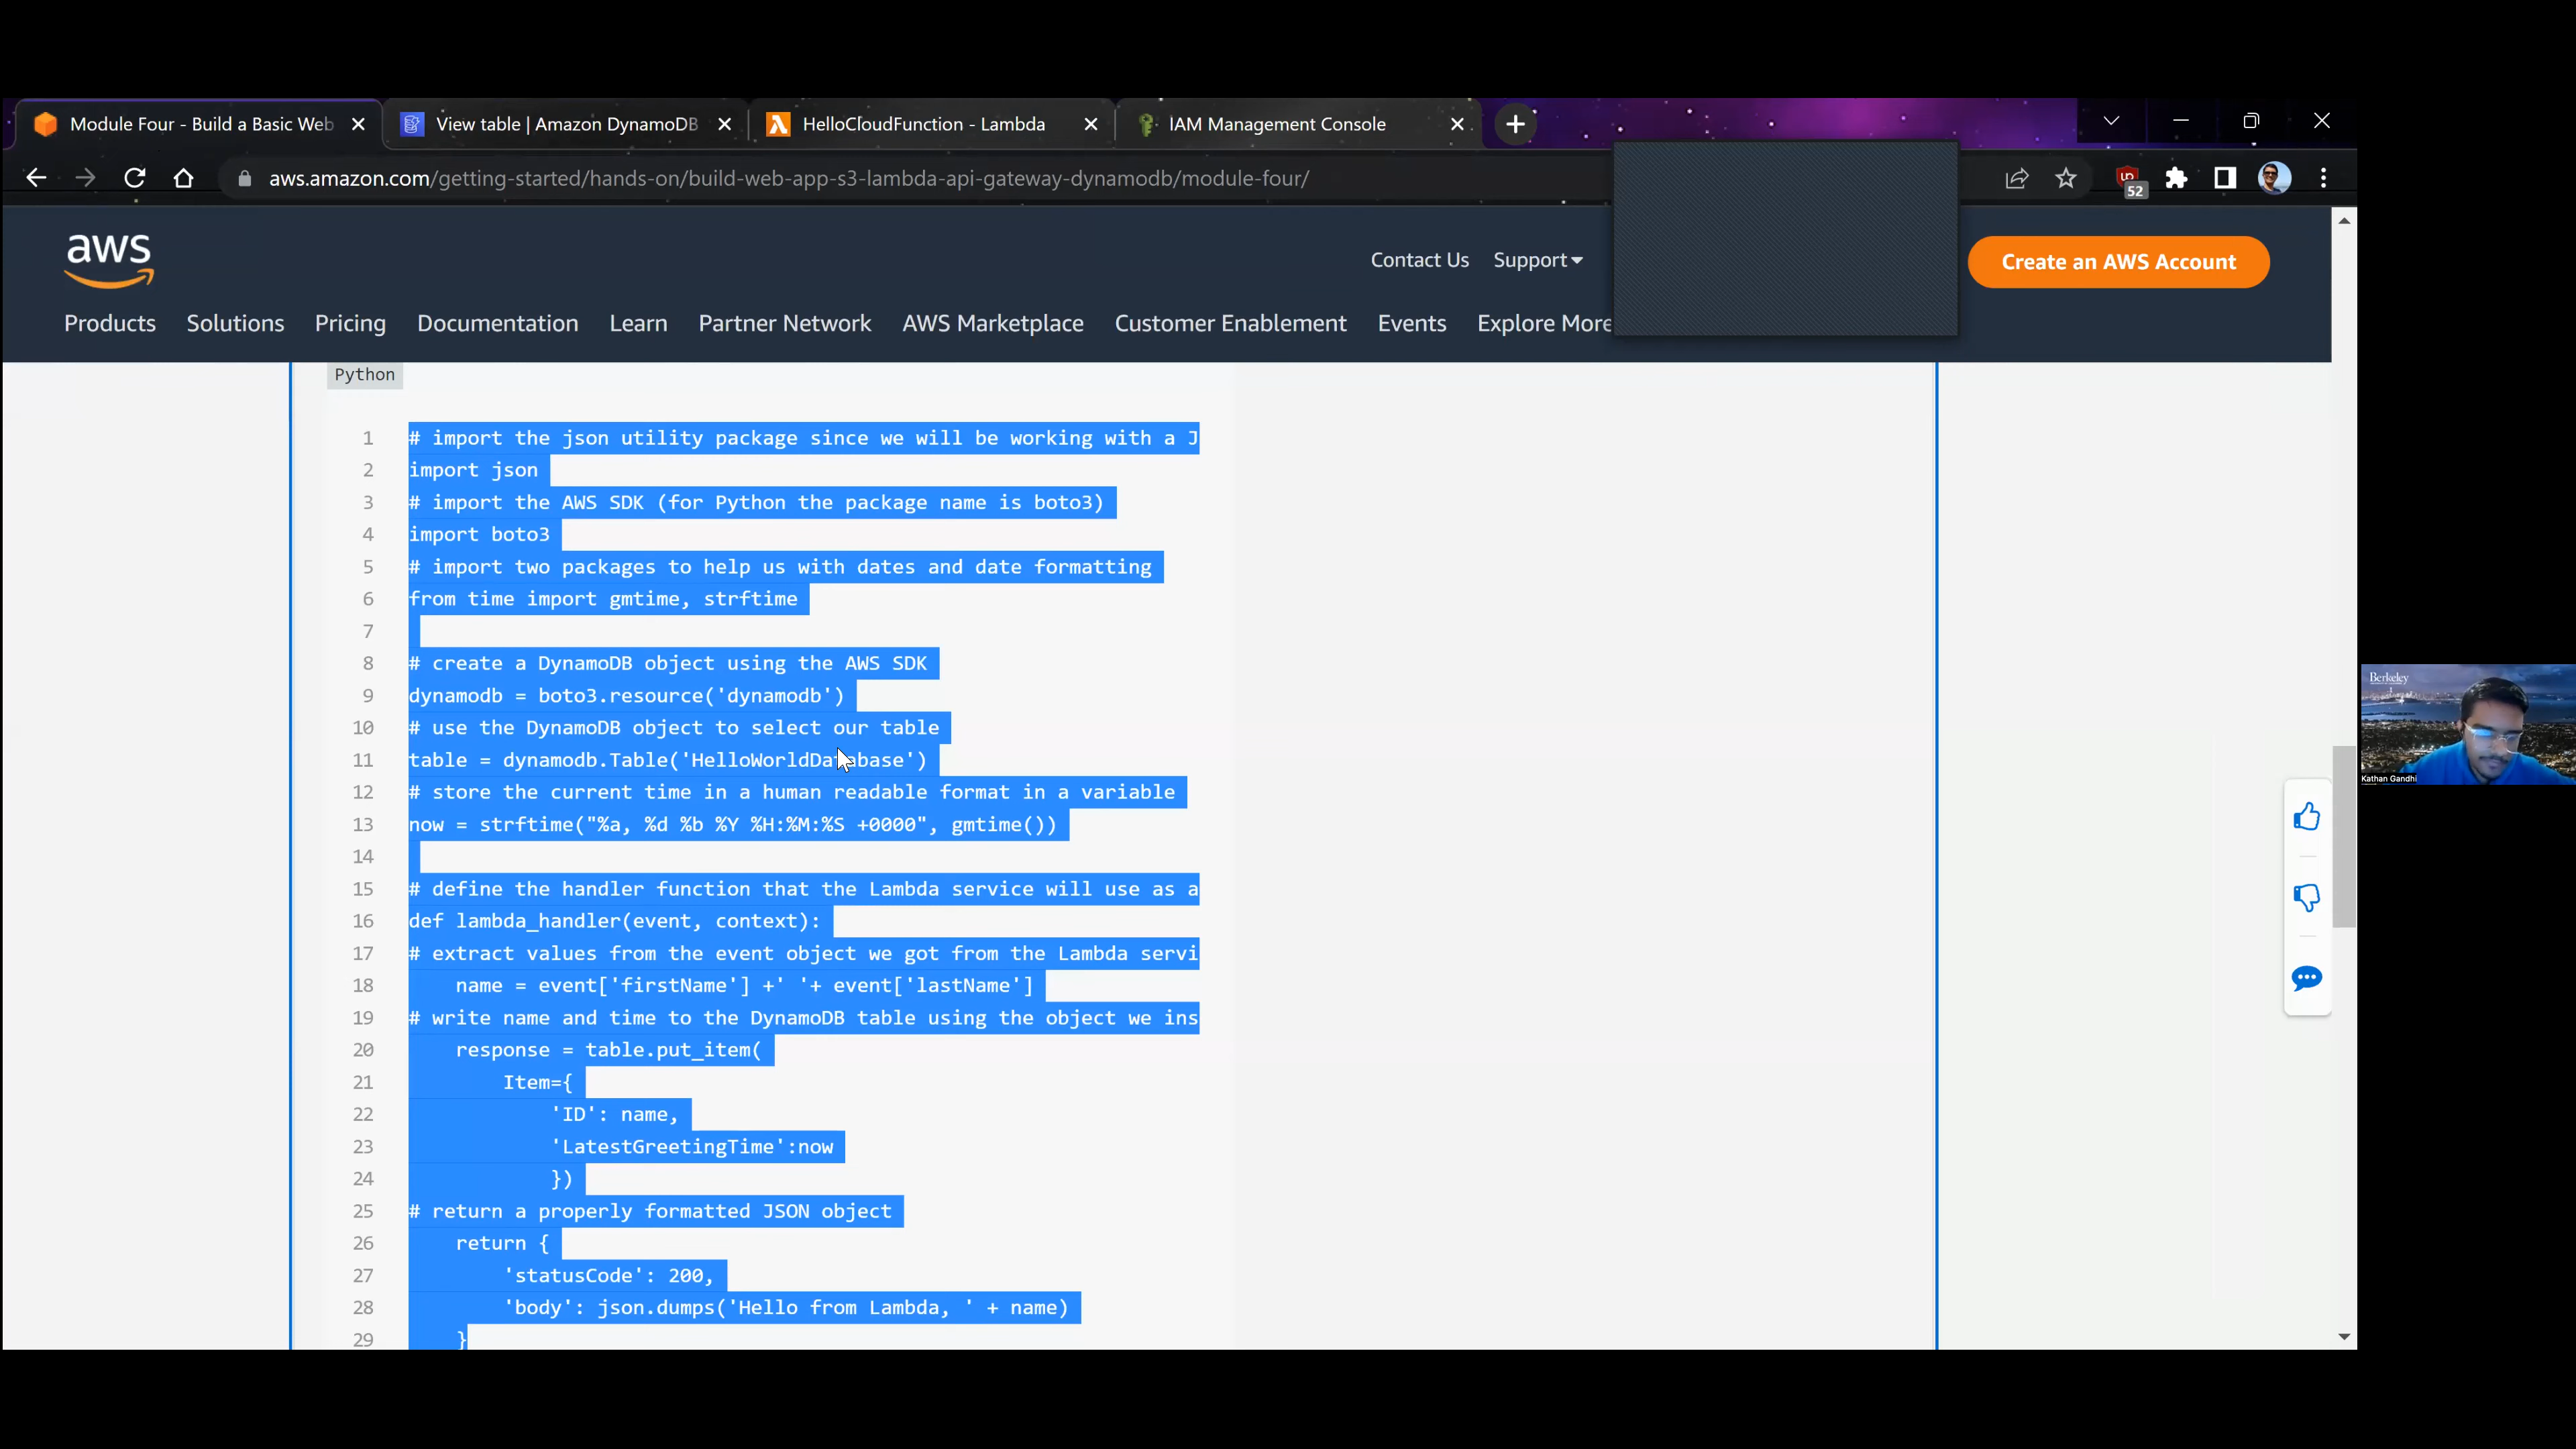 Module Four - Build a Basic Web
View table | Amazon DynamoDB
HelloCloudFunction - Lambda
IAM Management Console
aws.amazon.com/getting-started/hands-on/build-web-app-s3-lambda-api-gateway-dynamodb/module-four/
52
aws
Contact Us Support
Create an AWS Account
Products Solutions Pricing Documentation Learn Partner Network AWS Marketplace Customer Enablement Events Explore More
Python
1 # import the json utility package since we will be working with a J
2 import json
3 # import the AWS SDK (for Python the package name is boto3)
4 import boto3
5 # import two packages to help us with dates and date formatting
6 from time import gmtime, strftime
7
8 # create a DynamoDB object using the AWS SDK
9 dynamodb = boto3.resource('dynamodb')
10 # use the DynamoDB object to select our table
11 table = dynamodb.Table('HelloWorldDatabase')
12 # store the current time in a human readable format in a variable
13 now = strftime("%a, %d %b %Y %H:%M:%S +0000", gmtime())
14
15 # define the handler function that the Lambda service will use as a
16 def lambda_handler(event, context):
17 # extract values from the event object we got from the Lambda servi
18 name = event['firstName'] +' '+ event['lastName']
19 # write name and time to the DynamoDB table using the object we ins
20 response = table.put_item(
21 Item={
22 'ID': name,
23 'LatestGreetingTime':now
24 })
25 # return a properly formatted JSON object
26 return {
27 'statusCode': 200,
28 'body': json.dumps('Hello from Lambda, ' + name)
29 }
Berkeley
Kathan Gandhi